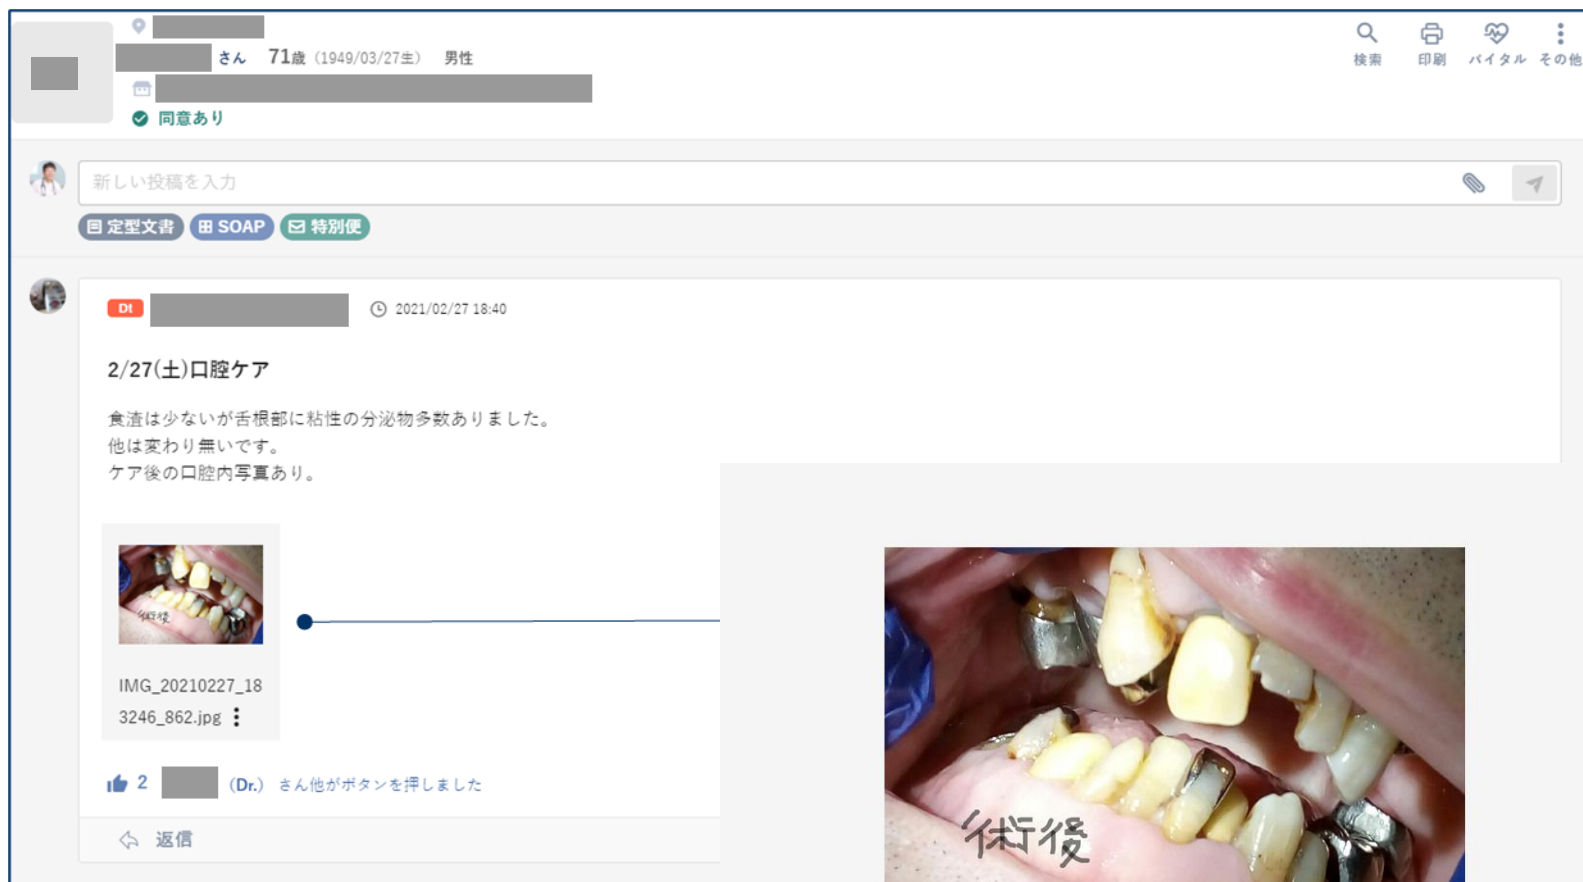 さん 71歳（1949/03/27生） 男性
同意あり
検索 印刷 バイタル その他
新しい投稿を入力
定型文書 SOAP 特別便
Dt 2021/02/27 18:40
2/27(土)口腔ケア
食渣は少ないが舌根部に粘性の分泌物多数ありました。
他は変わり無いです。
ケア後の口腔内写真あり。
術後
IMG_20210227_18
3246_862.jpg
2 （Dr.） さん他がボタンを押しました
返信
術後